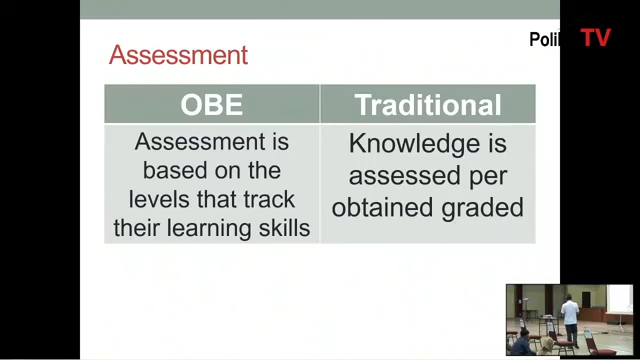 Polik TV
Assessment
OBE
Traditional
Assessment is
based on the
levels that track
their learning skills
Knowledge is
assessed per
obtained graded